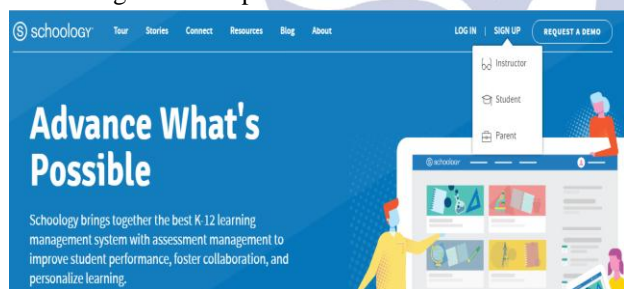 schoology Tour Stories Connect Resources Blog About LOG IN | SIGN UP REQUEST A DEMO
Instructor
Student
Parent
Advance What's
Possible
Schoology brings together the best K-12 learning
management system with assessment management to
improve student performance, foster collaboration, and
personalize learning.
schoology